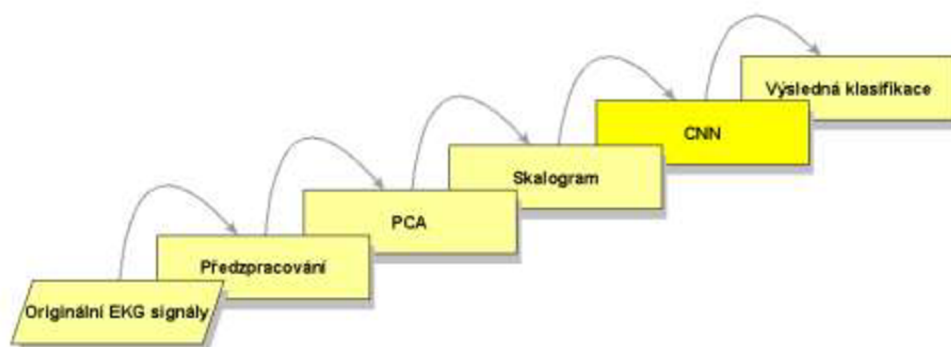 Originální EKG signály
Předzpracování
PCA
Skalogram
CNN
Výsledná klasifikace